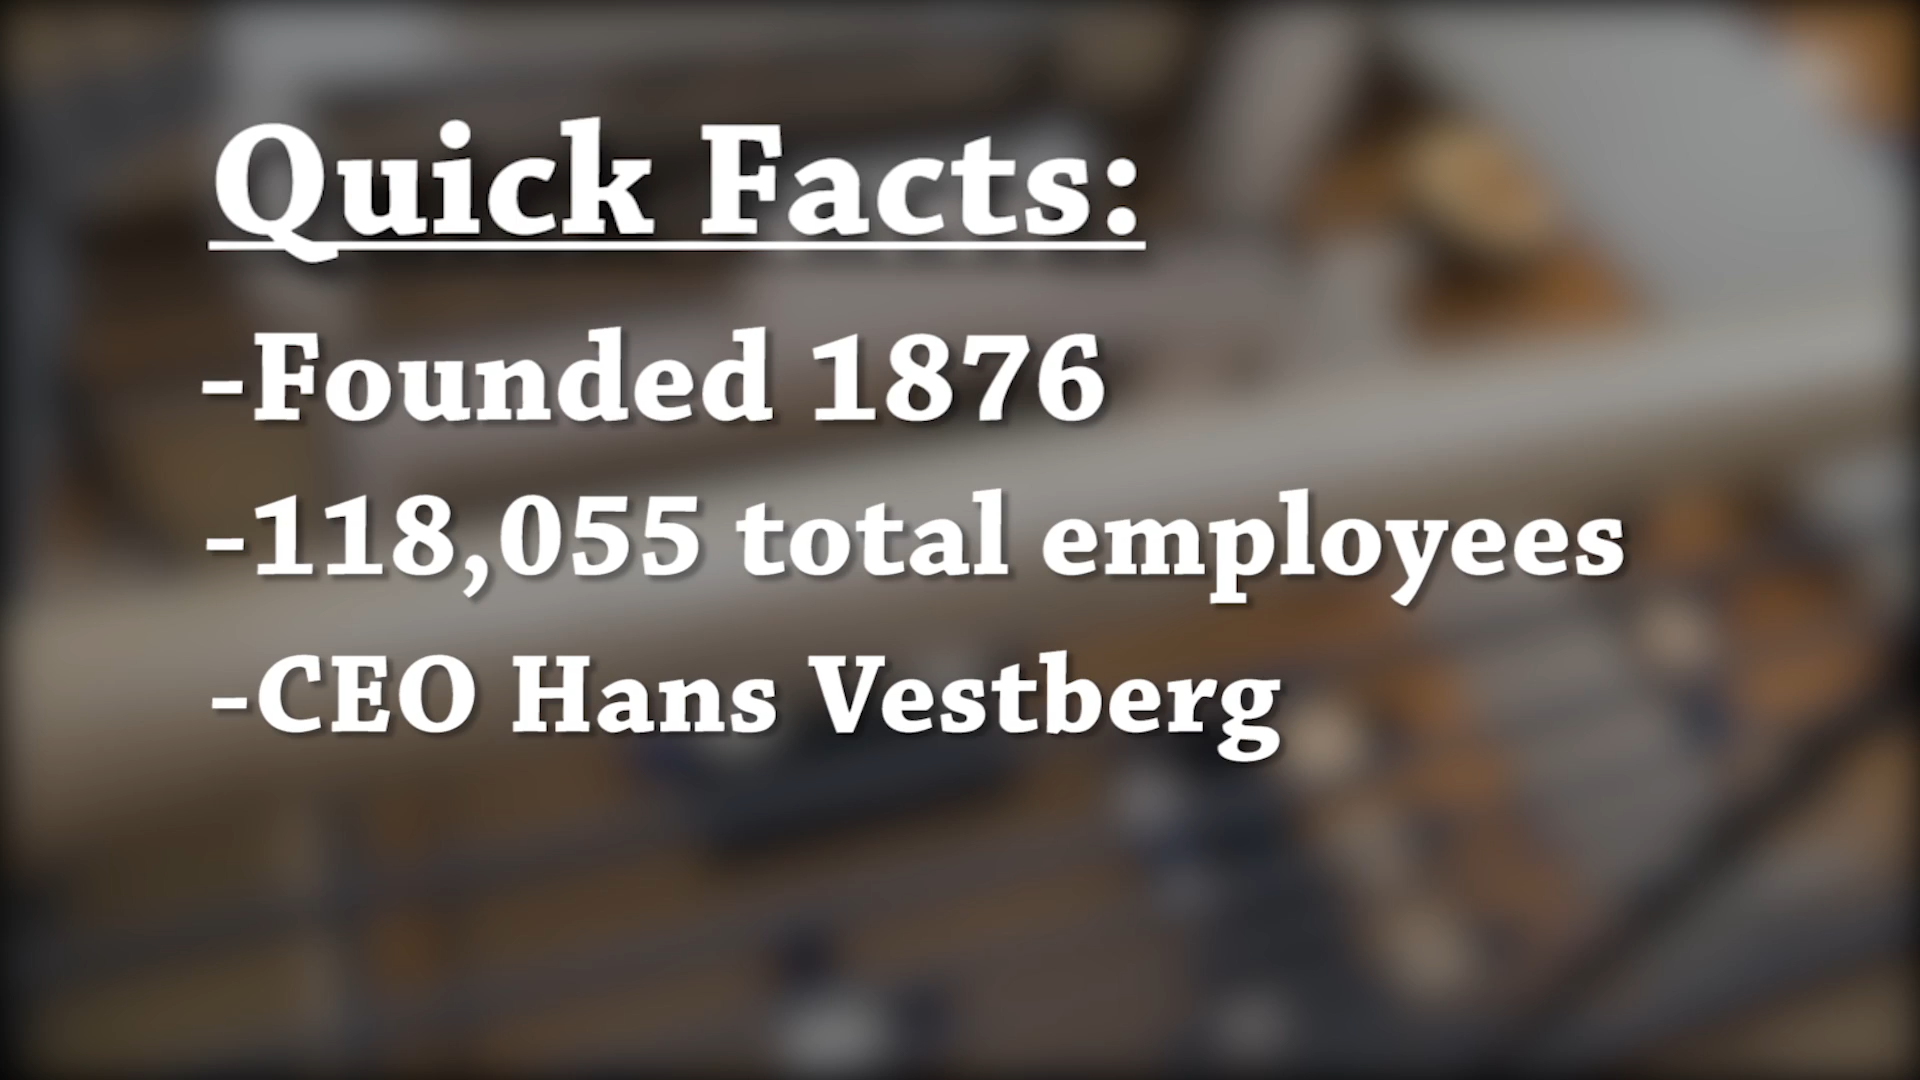 Quick Facts:
-Founded 1876
-118,055 total employees
-CEO Hans Vestberg